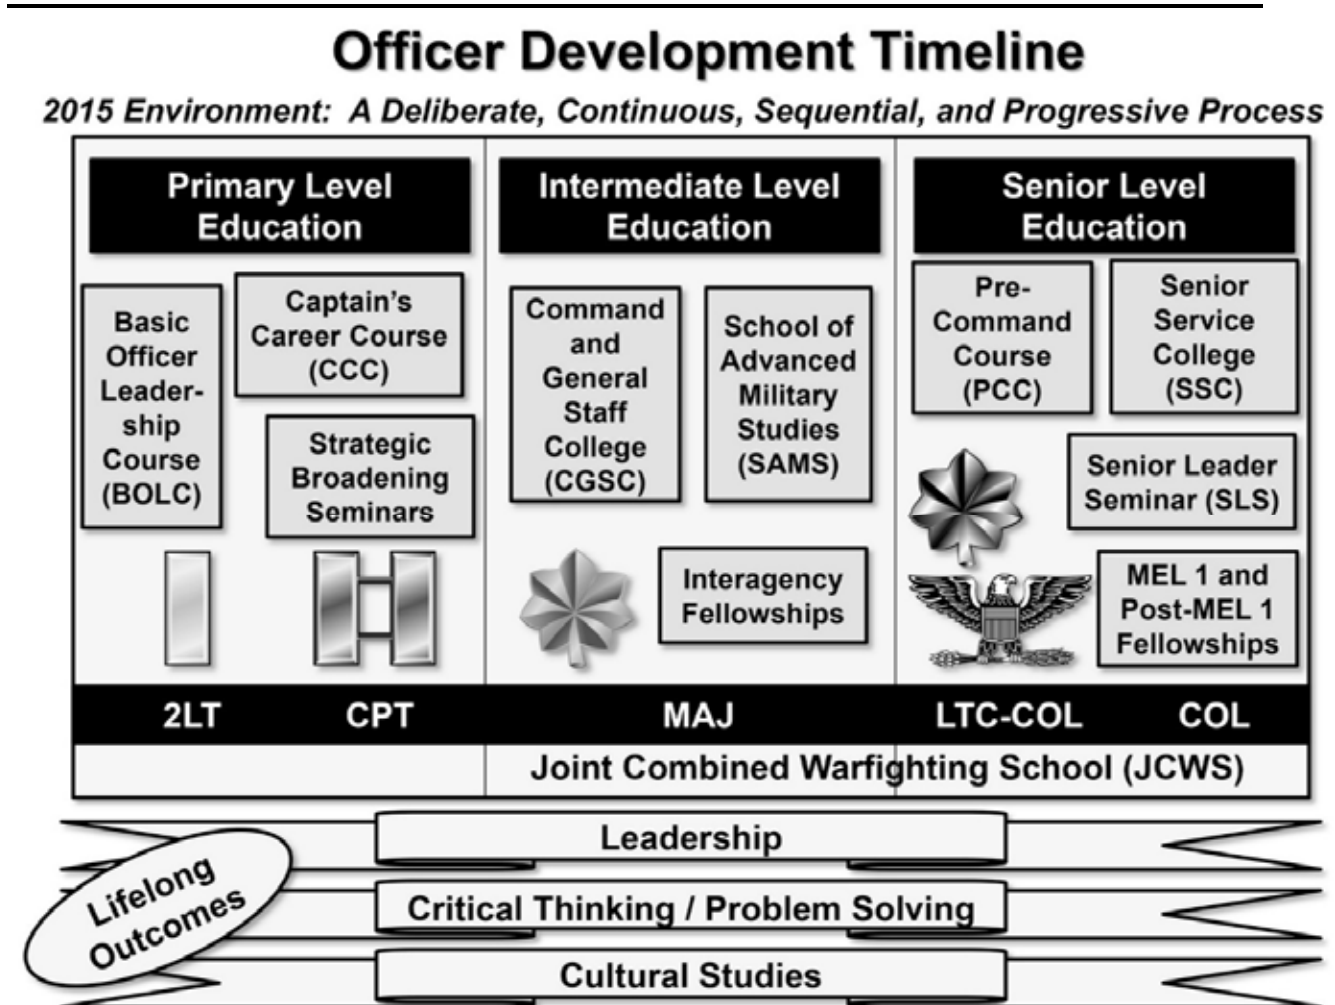 Officer Development Timeline
2015 Environment:  A Deliberate, Continuous, Sequential, and Progressive Process
Primary Level
Education
Basic
Officer
Leader-
ship
Course
(BOLC)
Captain's
Career Course
(CCC)
Strategic
Broadening
Seminars
Intermediate Level
Education
Command
and
General
Staff
College
(CGSC)
School of
Advanced
Military
Studies
(SAMS)
Interagency
Fellowships
Senior Level
Education
Pre-
Command
Course
(PCC)
Senior
Service
College
(SSC)
Senior Leader
Seminar (SLS)
MEL 1 and
Post-MEL 1
Fellowships
2LT CPT MAJ LTC-COL COL
Joint Combined Warfighting School (JCWS)
Lifelong
Outcomes
Leadership
Critical Thinking / Problem Solving
Cultural Studies